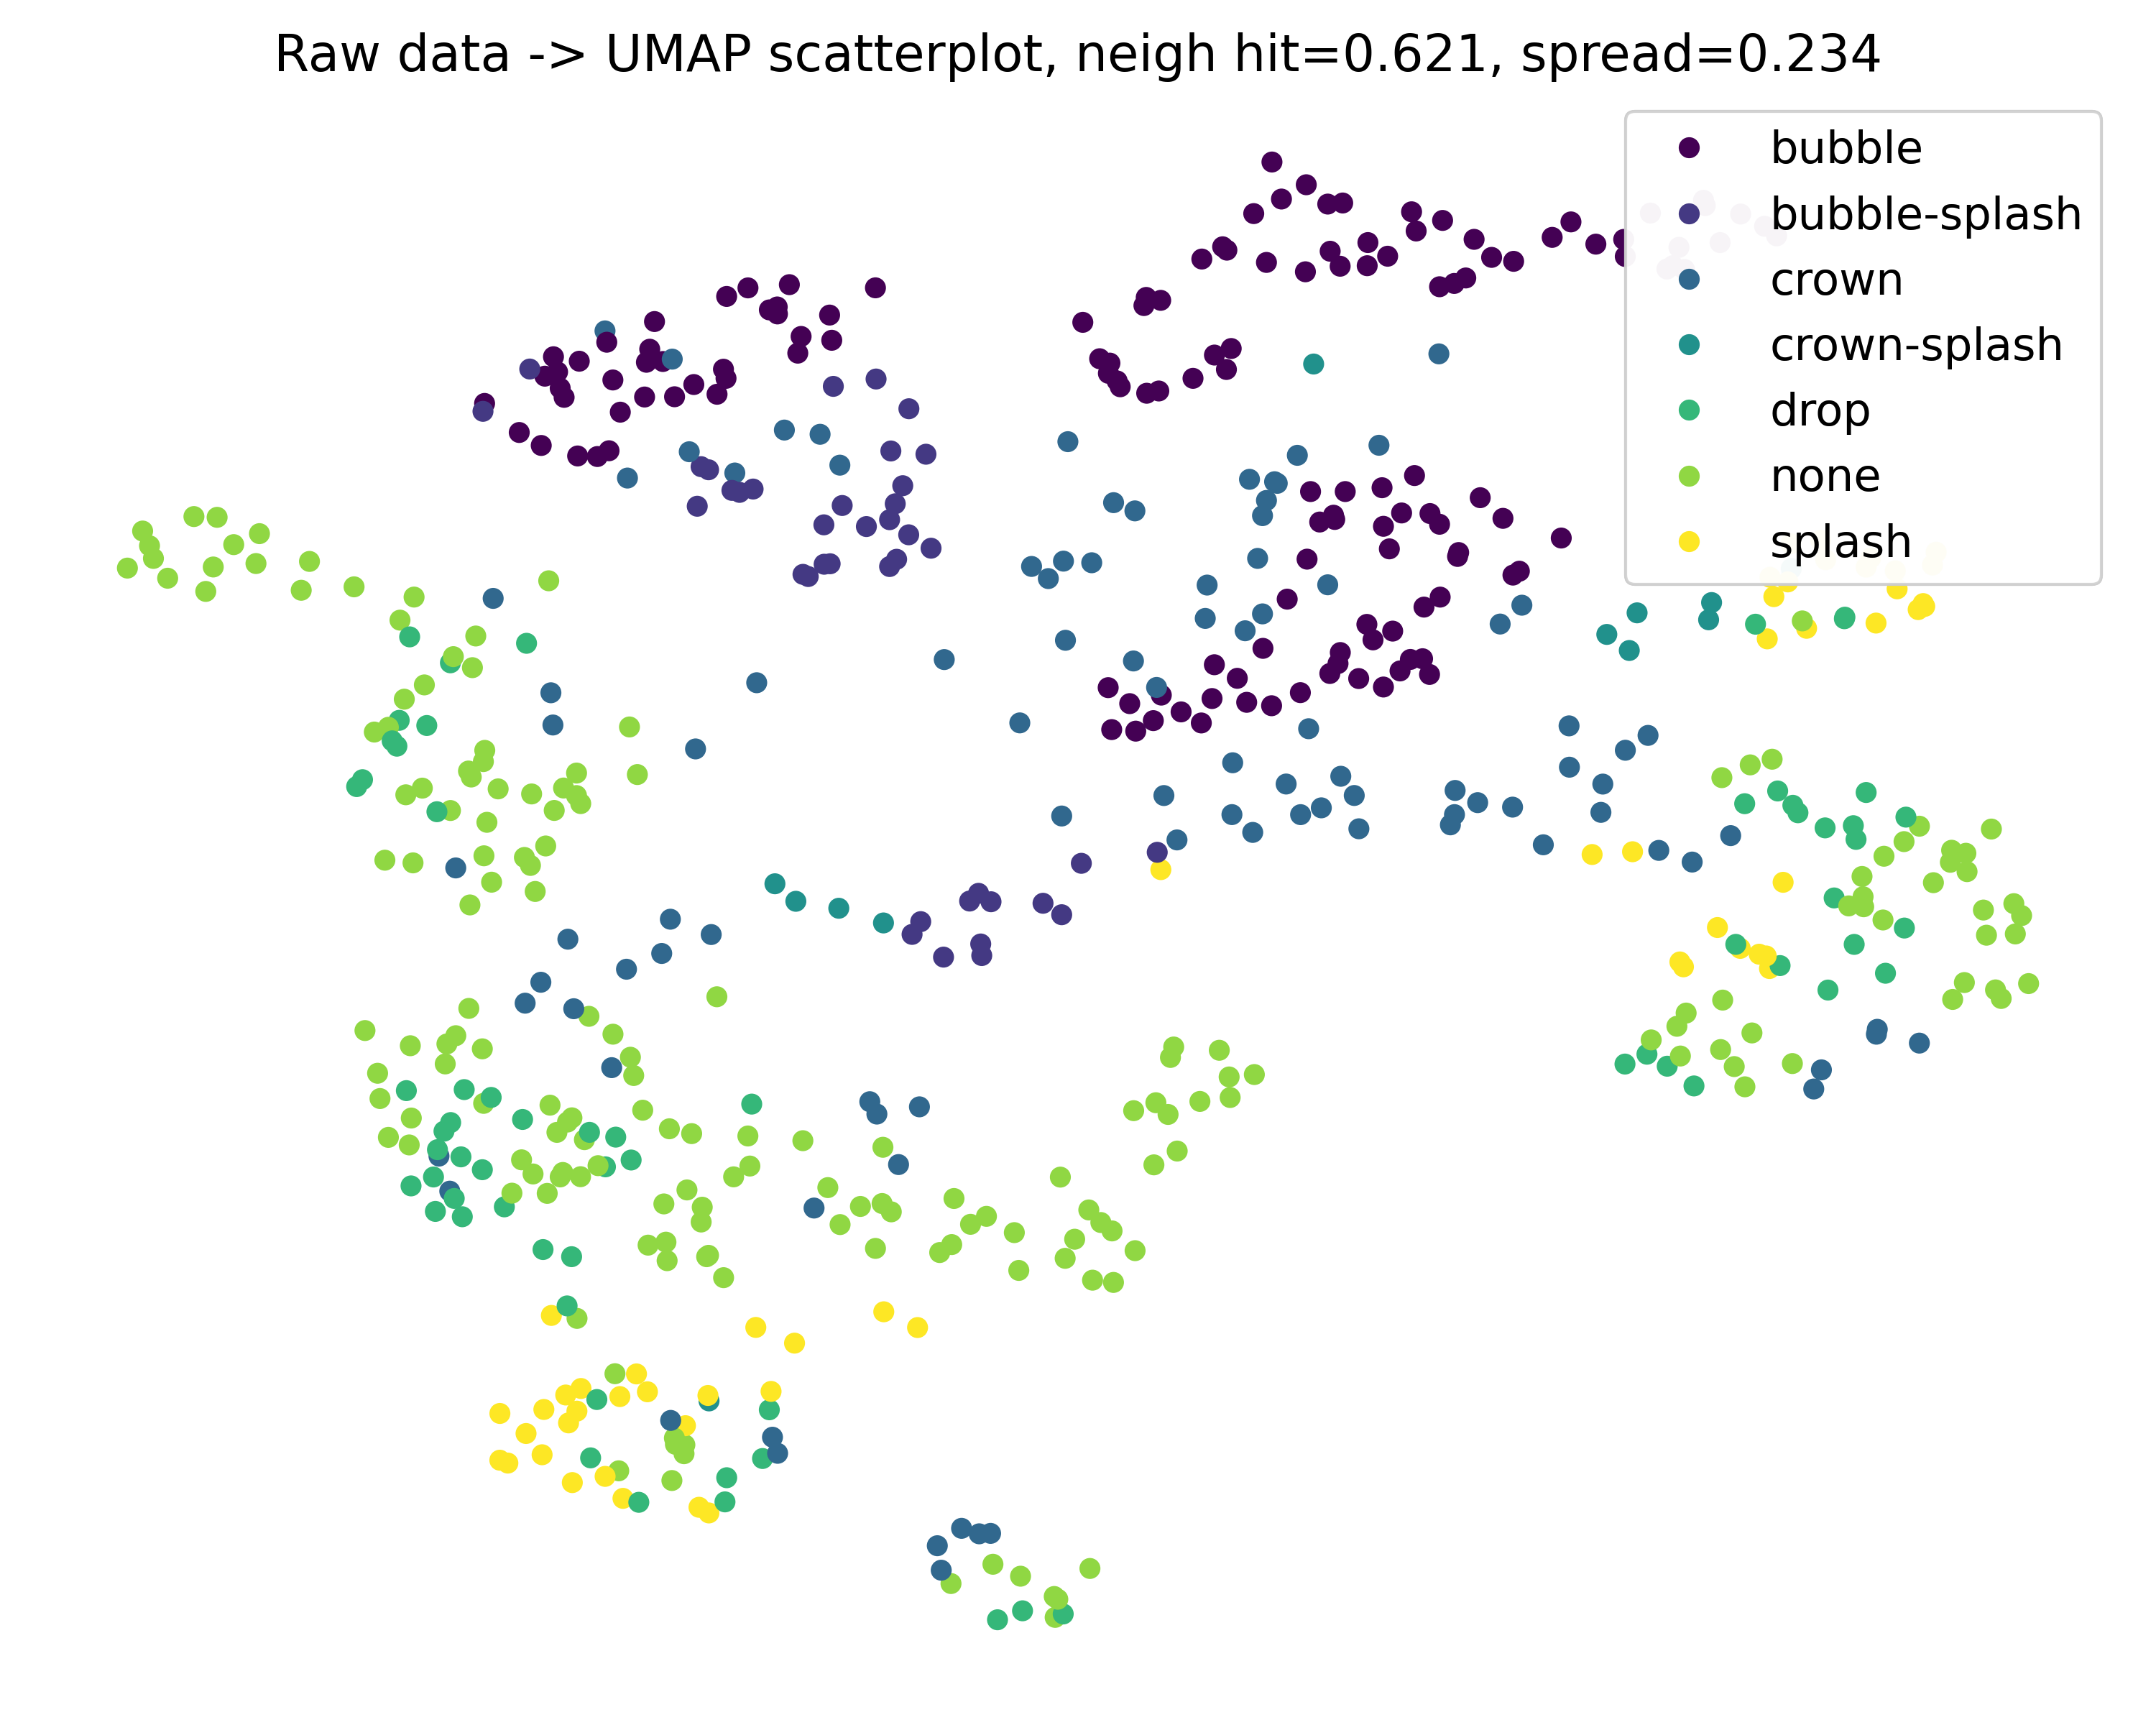 Raw data -> UMAP scatterplot, neigh hit=0.621, spread=0.234
bubble
bubble-splash
crown
crown-splash
drop
none
splash